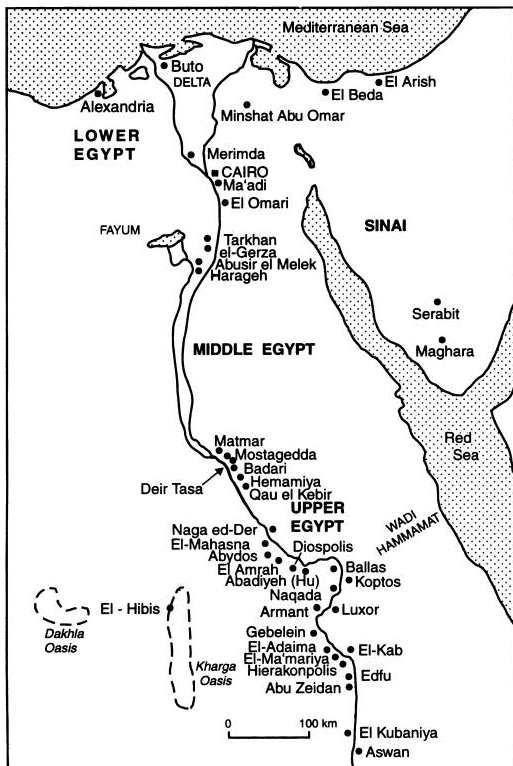 Mediterranean Sea
Buto
DELTA
El Arish
El Beda
Alexandria
Minshat Abu Omar
LOWER
EGYPT
Merimda
CAIRO
Ma'adi
El Omari
FAYUM
SINAI
Tarkhan
el-Gerza
Abusir el Melek
Harageh
Serabit
Maghara
MIDDLE EGYPT
Red
Sea
Matmar
Mostagedda
Badari
Hemamiya
Qau el Kebir
Deir Tasa
UPPER
EGYPT
WADI
HAMMAMAT
Naga ed-Der
El-Mahasna
Diospolis
Abydos
El Amrah
Abadiyeh (Hu)
Ballas
Koptos
Naqada
Armant
Luxor
El - Hibis
Dakhla
Oasis
Kharga
Oasis
Gebelein
El-Adaima
El-Kab
El-Ma'mariya
Hierakonpolis
Edfu
Abu Zeidan
0 100 km
El Kubaniya
Aswan